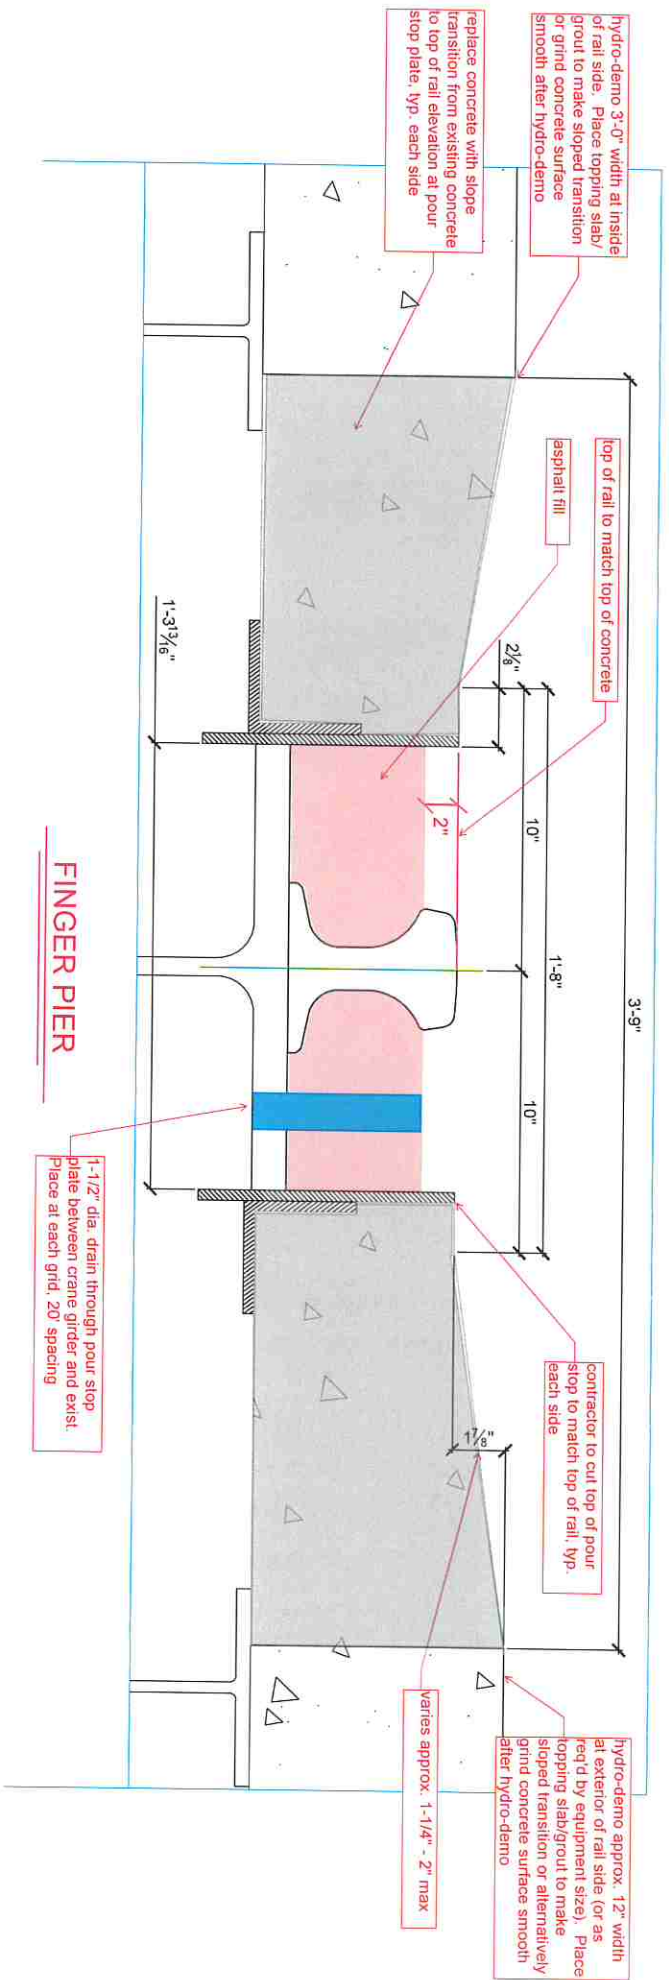 hydro-demo 3'-0" width at inside
of rail side. Place topping slab/
grout to make sloped transition
or grind concrete surface
smooth after hydro-demo
replace concrete with slope
transition from existing concrete
to top of rail elevation at pour
stop plate, typ. each side
top of rail to match top of concrete
asphalt fill
3'-9"
1'-8"
10"
10"
2⅛"
2"
1'-3¹³⁄₁₆"
1⅞"
contractor to cut top of pour
stop to match top of rail, typ.
each side
hydro-demo approx. 12" width
at exterior of rail side (or as
req'd by equipment size). Place
topping slab/grout to make
sloped transition or alternatively
grind concrete surface smooth
after hydro-demo
varies approx. 1-1/4" - 2" max
1-1/2" dia. drain through pour stop
plate between crane girder and exist.
Place at each grid, 20' spacing
FINGER PIER